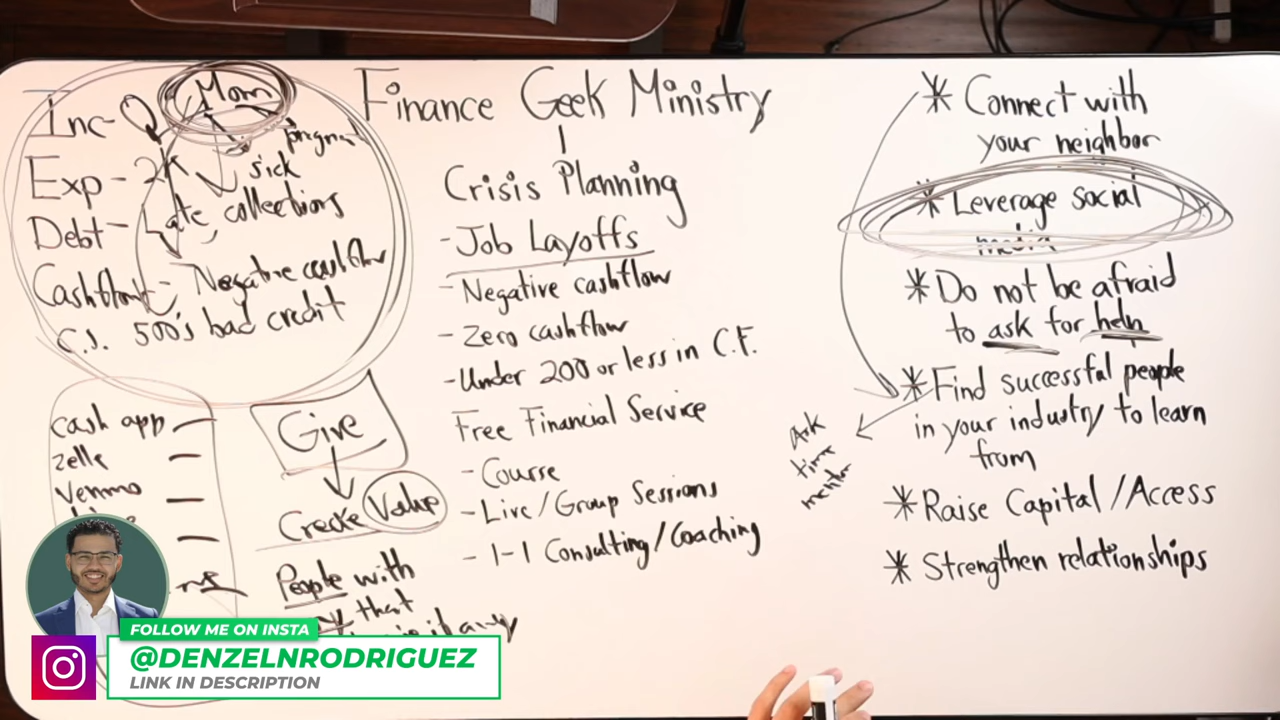 Inc- Q
Mom
pregnant
Exp - 2K
sick
Debt - Late, collections
Cashflow - Negative cashflow
C.S. 500's bad credit
cash app
zelle
Venmo
Give
Create Value
People with
that
Finance Geek Ministry
Crisis Planning
- Job Layoffs
- Negative cashflow
- Zero cashflow
- Under 200 or less in C.F.
Free Financial Service
- Course
- Live/Group Sessions
- 1-1 Consulting/Coaching
* Connect with
your neighbor
* Leverage social
media
* Do not be afraid
to ask for help
* Find successful people
in your industry to learn
from
Ask
time
mentor
* Raise Capital/Access
* Strengthen relationships
FOLLOW ME ON INSTA
@DENZELNRODRIGUEZ
LINK IN DESCRIPTION